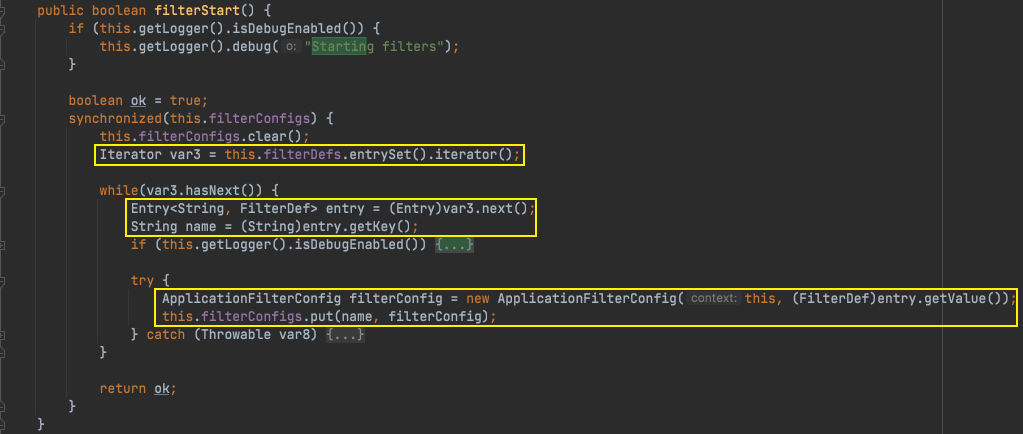 public boolean filterStart() {
if (this.getLogger().isDebugEnabled()) {
this.getLogger().debug( o: "Starting filters");
}
boolean ok = true;
synchronized(this.filterConfigs) {
this.filterConfigs.clear();
Iterator var3 = this.filterDefs.entrySet().iterator();
while(var3.hasNext()) {
Entry<String, FilterDef> entry = (Entry)var3.next();
String name = (String)entry.getKey();
if (this.getLogger().isDebugEnabled()) {...}
try {
ApplicationFilterConfig filterConfig = new ApplicationFilterConfig( context: this, (FilterDef)entry.getValue());
this.filterConfigs.put(name, filterConfig);
} catch (Throwable var8) {...}
}
return ok;
}
}